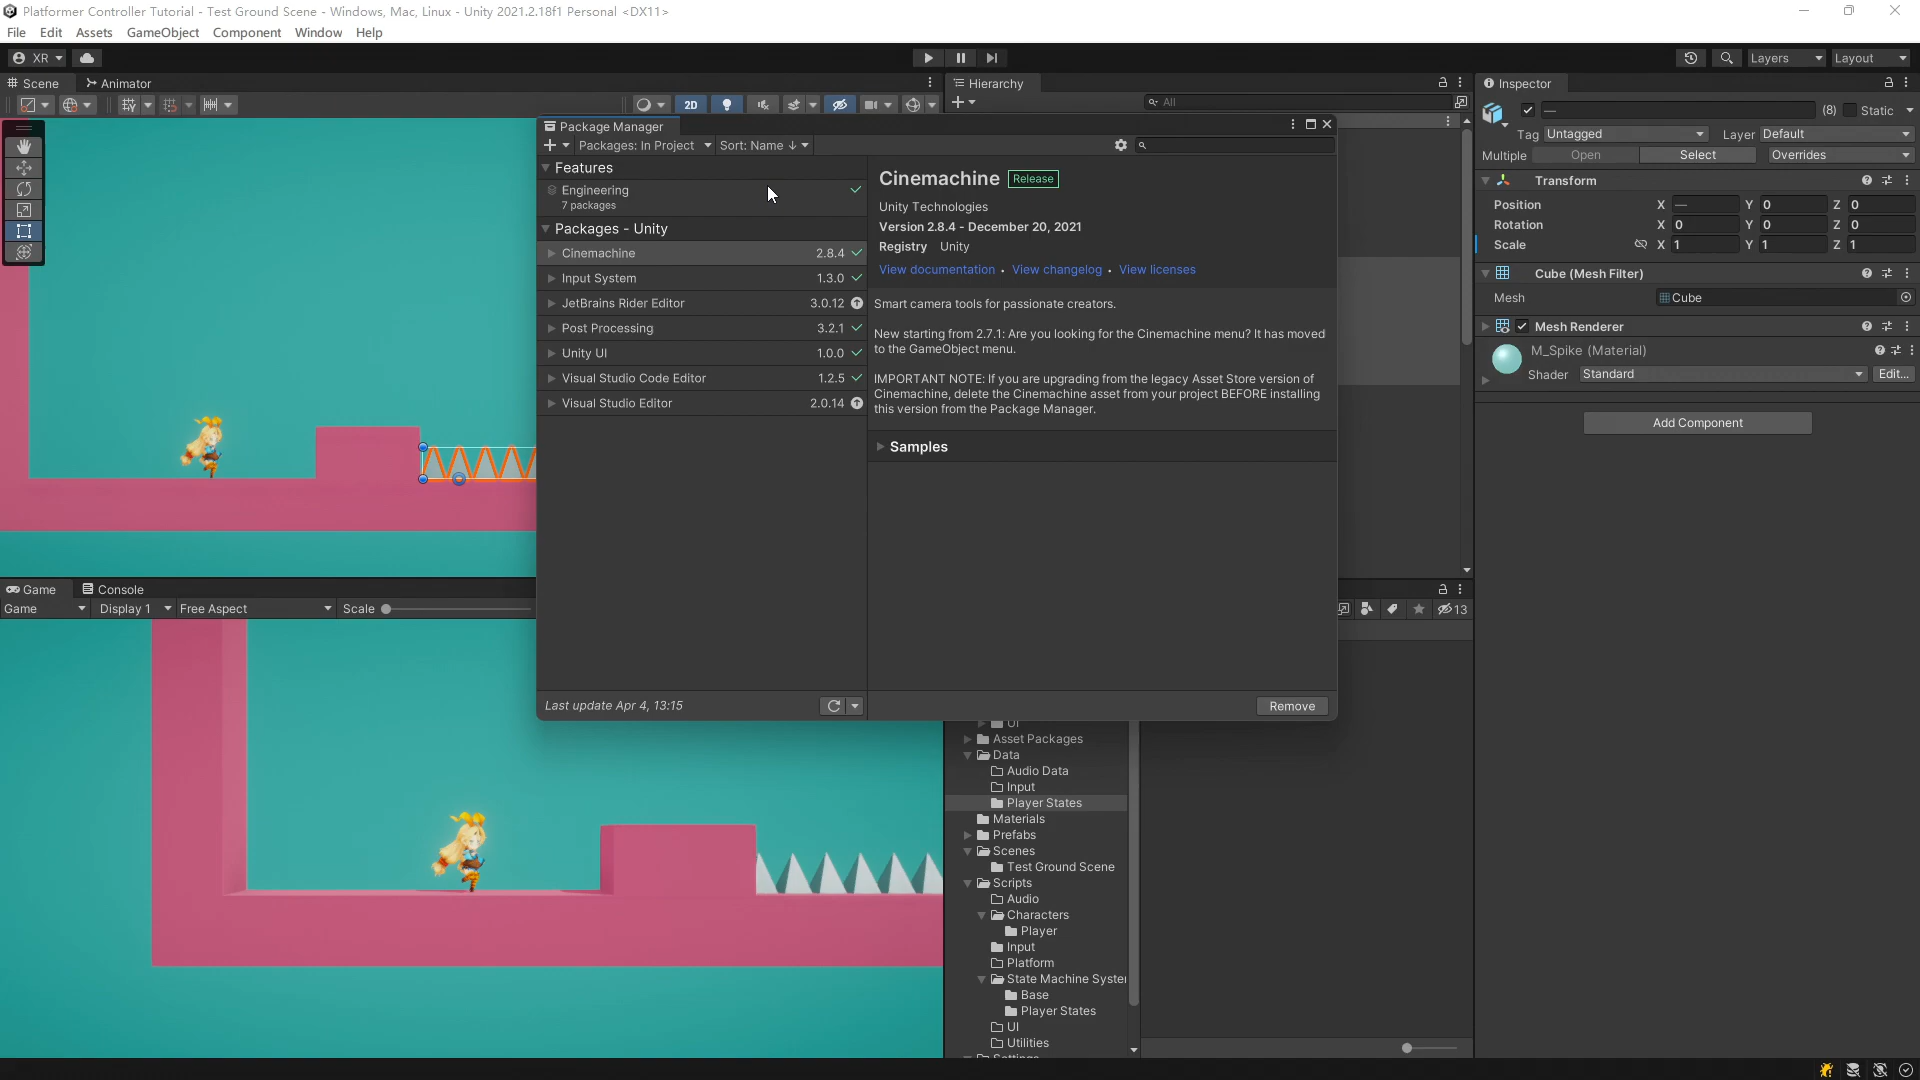 Platformer Controller Tutorial - Test Ground Scene - Windows, Mac, Linux - Unity 2021.2.18f1 Personal <DX11>
File Edit Assets GameObject Component Window Help
XR Layers Layout
Scene Animator
2D
Hierarchy
All
Package Manager
Packages: In Project Sort: Name ↓
Features
Engineering
7 packages
Packages - Unity
Cinemachine 2.8.4
Input System 1.3.0
JetBrains Rider Editor 3.0.12
Post Processing 3.2.1
Unity UI 1.0.0
Visual Studio Code Editor 1.2.5
Visual Studio Editor 2.0.14
Last update Apr 4, 13:15
Cinemachine Release
Unity Technologies
Version 2.8.4 - December 20, 2021
Registry Unity
View documentation • View changelog • View licenses
Smart camera tools for passionate creators.
New starting from 2.7.1: Are you looking for the Cinemachine menu? It has moved
to the GameObject menu.
IMPORTANT NOTE: If you are upgrading from the legacy Asset Store version of
Cinemachine, delete the Cinemachine asset from your project BEFORE installing
this version from the Package Manager.
Samples
Remove
Inspector
— (8) Static
Tag Untagged Layer Default
Multiple Open Select Overrides
Transform
Position X — Y 0 Z 0
Rotation X 0 Y 0 Z 0
Scale X 1 Y 1 Z 1
Cube (Mesh Filter)
Mesh Cube
Mesh Renderer
M_Spike (Material)
Shader Standard Edit...
Add Component
Game Console
Game Display 1 Free Aspect Scale
13
UI
Asset Packages
Data
Audio Data
Input
Player States
Materials
Prefabs
Scenes
Test Ground Scene
Scripts
Audio
Characters
Player
Input
Platform
State Machine Syste
Base
Player States
UI
Utilities
Settings